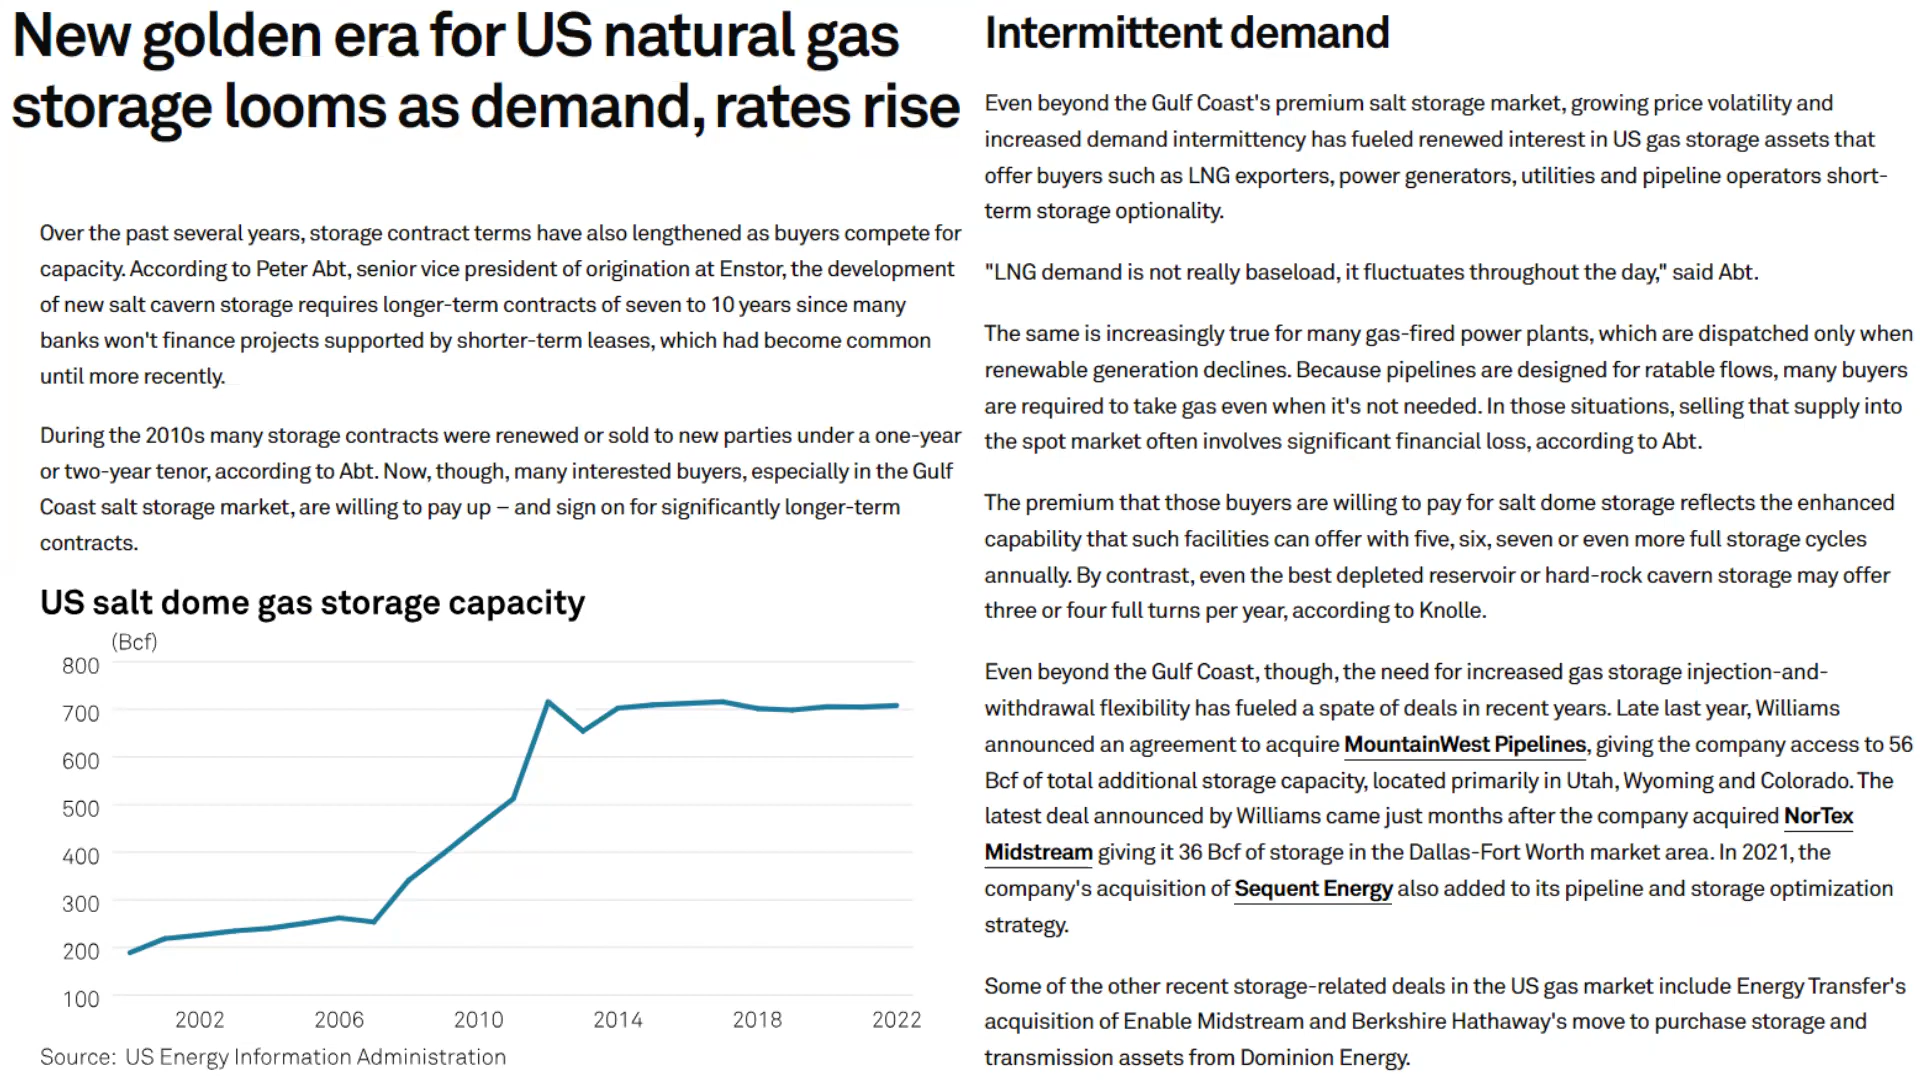 New golden era for US natural gas
storage looms as demand, rates rise
Over the past several years, storage contract terms have also lengthened as buyers compete for
capacity. According to Peter Abt, senior vice president of origination at Enstor, the development
of new salt cavern storage requires longer-term contracts of seven to 10 years since many
banks won't finance projects supported by shorter-term leases, which had become common
until more recently.
During the 2010s many storage contracts were renewed or sold to new parties under a one-year
or two-year tenor, according to Abt. Now, though, many interested buyers, especially in the Gulf
Coast salt storage market, are willing to pay up – and sign on for significantly longer-term
contracts.
US salt dome gas storage capacity
(Bcf)
800
700
600
500
400
300
200
100
2002 2006 2010 2014 2018 2022
Source: US Energy Information Administration
Intermittent demand
Even beyond the Gulf Coast's premium salt storage market, growing price volatility and
increased demand intermittency has fueled renewed interest in US gas storage assets that
offer buyers such as LNG exporters, power generators, utilities and pipeline operators short-
term storage optionality.
"LNG demand is not really baseload, it fluctuates throughout the day," said Abt.
The same is increasingly true for many gas-fired power plants, which are dispatched only when
renewable generation declines. Because pipelines are designed for ratable flows, many buyers
are required to take gas even when it's not needed. In those situations, selling that supply into
the spot market often involves significant financial loss, according to Abt.
The premium that those buyers are willing to pay for salt dome storage reflects the enhanced
capability that such facilities can offer with five, six, seven or even more full storage cycles
annually. By contrast, even the best depleted reservoir or hard-rock cavern storage may offer
three or four full turns per year, according to Knolle.
Even beyond the Gulf Coast, though, the need for increased gas storage injection-and-
withdrawal flexibility has fueled a spate of deals in recent years. Late last year, Williams
announced an agreement to acquire MountainWest Pipelines, giving the company access to 56
Bcf of total additional storage capacity, located primarily in Utah, Wyoming and Colorado. The
latest deal announced by Williams came just months after the company acquired NorTex
Midstream giving it 36 Bcf of storage in the Dallas-Fort Worth market area. In 2021, the
company's acquisition of Sequent Energy also added to its pipeline and storage optimization
strategy.
Some of the other recent storage-related deals in the US gas market include Energy Transfer's
acquisition of Enable Midstream and Berkshire Hathaway's move to purchase storage and
transmission assets from Dominion Energy.